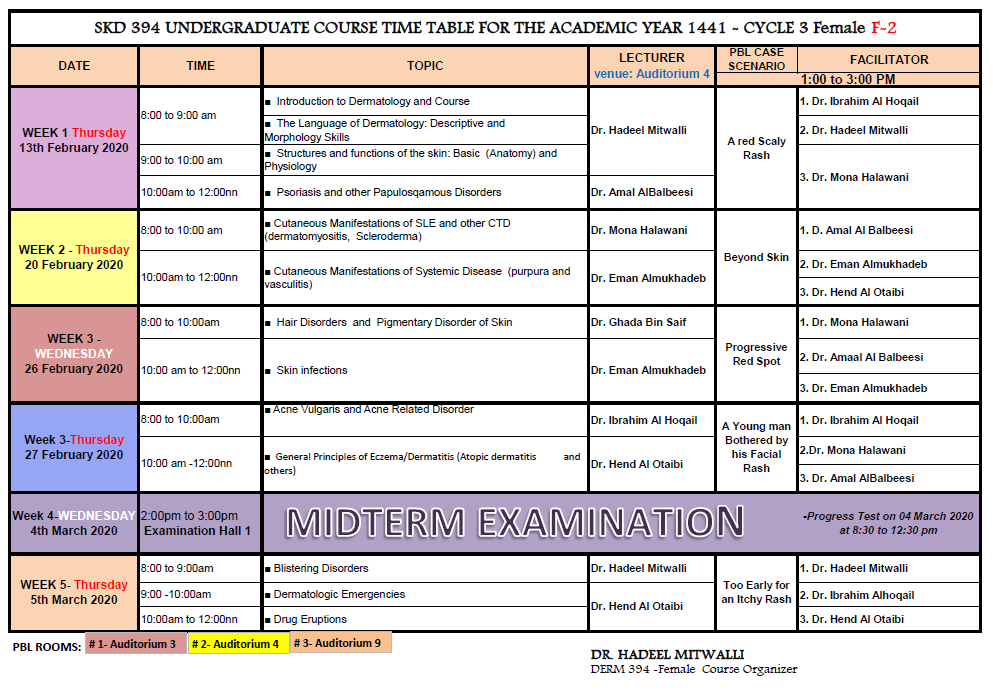 SKD 394 UNDERGRADUATE COURSE TIME TABLE FOR THE ACADEMIC YEAR 1441 ~ CYCLE 3 Female F~2
DATE
TIME
TOPIC
LECTURER
venue: Auditorium 4
PBL CASE
SCENARIO
FACILITATOR
1:00 to 3:00 PM
WEEK 1 Thursday
13th February 2020
8:00 to 9:00 am
■ Introduction to Dermatology and Course
■ The Language of Dermatology: Descriptive and
Morphology Skills
9:00 to 10:00 am
■ Structures and functions of the skin: Basic (Anatomy) and
Physiology
Dr. Hadeel Mitwalli
10:00am to 12:00nn
■ Psoriasis and other Papulosqamous Disorders
Dr. Amal AlBalbeesi
A red Scaly
Rash
1. Dr. Ibrahim Al Hoqail
2. Dr. Hadeel Mitwalli
3. Dr. Mona Halawani
WEEK 2 - Thursday
20 February 2020
8:00 to 10:00 am
■ Cutaneous Manifestations of SLE and other CTD
(dermatomyositis, Scleroderma)
Dr. Mona Halawani
10:00am to 12:00nn
■ Cutaneous Manifestations of Systemic Disease (purpura and
vasculitis)
Dr. Eman Almukhadeb
Beyond Skin
1. D. Amal Al Balbeesi
2. Dr. Eman Almukhadeb
3. Dr. Hend Al Otaibi
WEEK 3 -
WEDNESDAY
26 February 2020
8:00 to 10:00am
■ Hair Disorders and Pigmentary Disorder of Skin
Dr. Ghada Bin Saif
10:00 am to 12:00nn
■ Skin infections
Dr. Eman Almukhadeb
Progressive
Red Spot
1. Dr. Mona Halawani
2. Dr. Amaal Al Balbeesi
3. Dr. Eman Almukhadeb
Week 3-Thursday
27 February 2020
8:00 to 10:00am
■ Acne Vulgaris and Acne Related Disorder
Dr. Ibrahim Al Hoqail
10:00 am -12:00nn
■ General Principles of Eczema/Dermatitis (Atopic dermatitis and
others)
Dr. Hend Al Otaibi
A Young man
Bothered by
his Facial
Rash
1. Dr. Ibrahim Al Hoqail
2.Dr. Mona Halawani
3. Dr. Amal AlBalbeesi
Week 4-WEDNESDAY
4th March 2020
2:00pm to 3:00pm
Examination Hall 1
MIDTERM EXAMINATION
-Progress Test on 04 March 2020
at 8:30 to 12:30 pm
WEEK 5- Thursday
5th March 2020
8:00 to 9:00am
■ Blistering Disorders
Dr. Hadeel Mitwalli
9:00 -10:00am
■ Dermatologic Emergencies
10:00am to 12:00nn
■ Drug Eruptions
Dr. Hend Al Otaibi
Too Early for
an Itchy Rash
1. Dr. Hadeel Mitwalli
2. Dr. Ibrahim Alhoqail
3. Dr. Hend Al Otaibi
PBL ROOMS:
# 1- Auditorium 3
# 2- Auditorium 4
# 3- Auditorium 9
DR. HADEEL MITWALLI
DERM 394 -Female Course Organizer